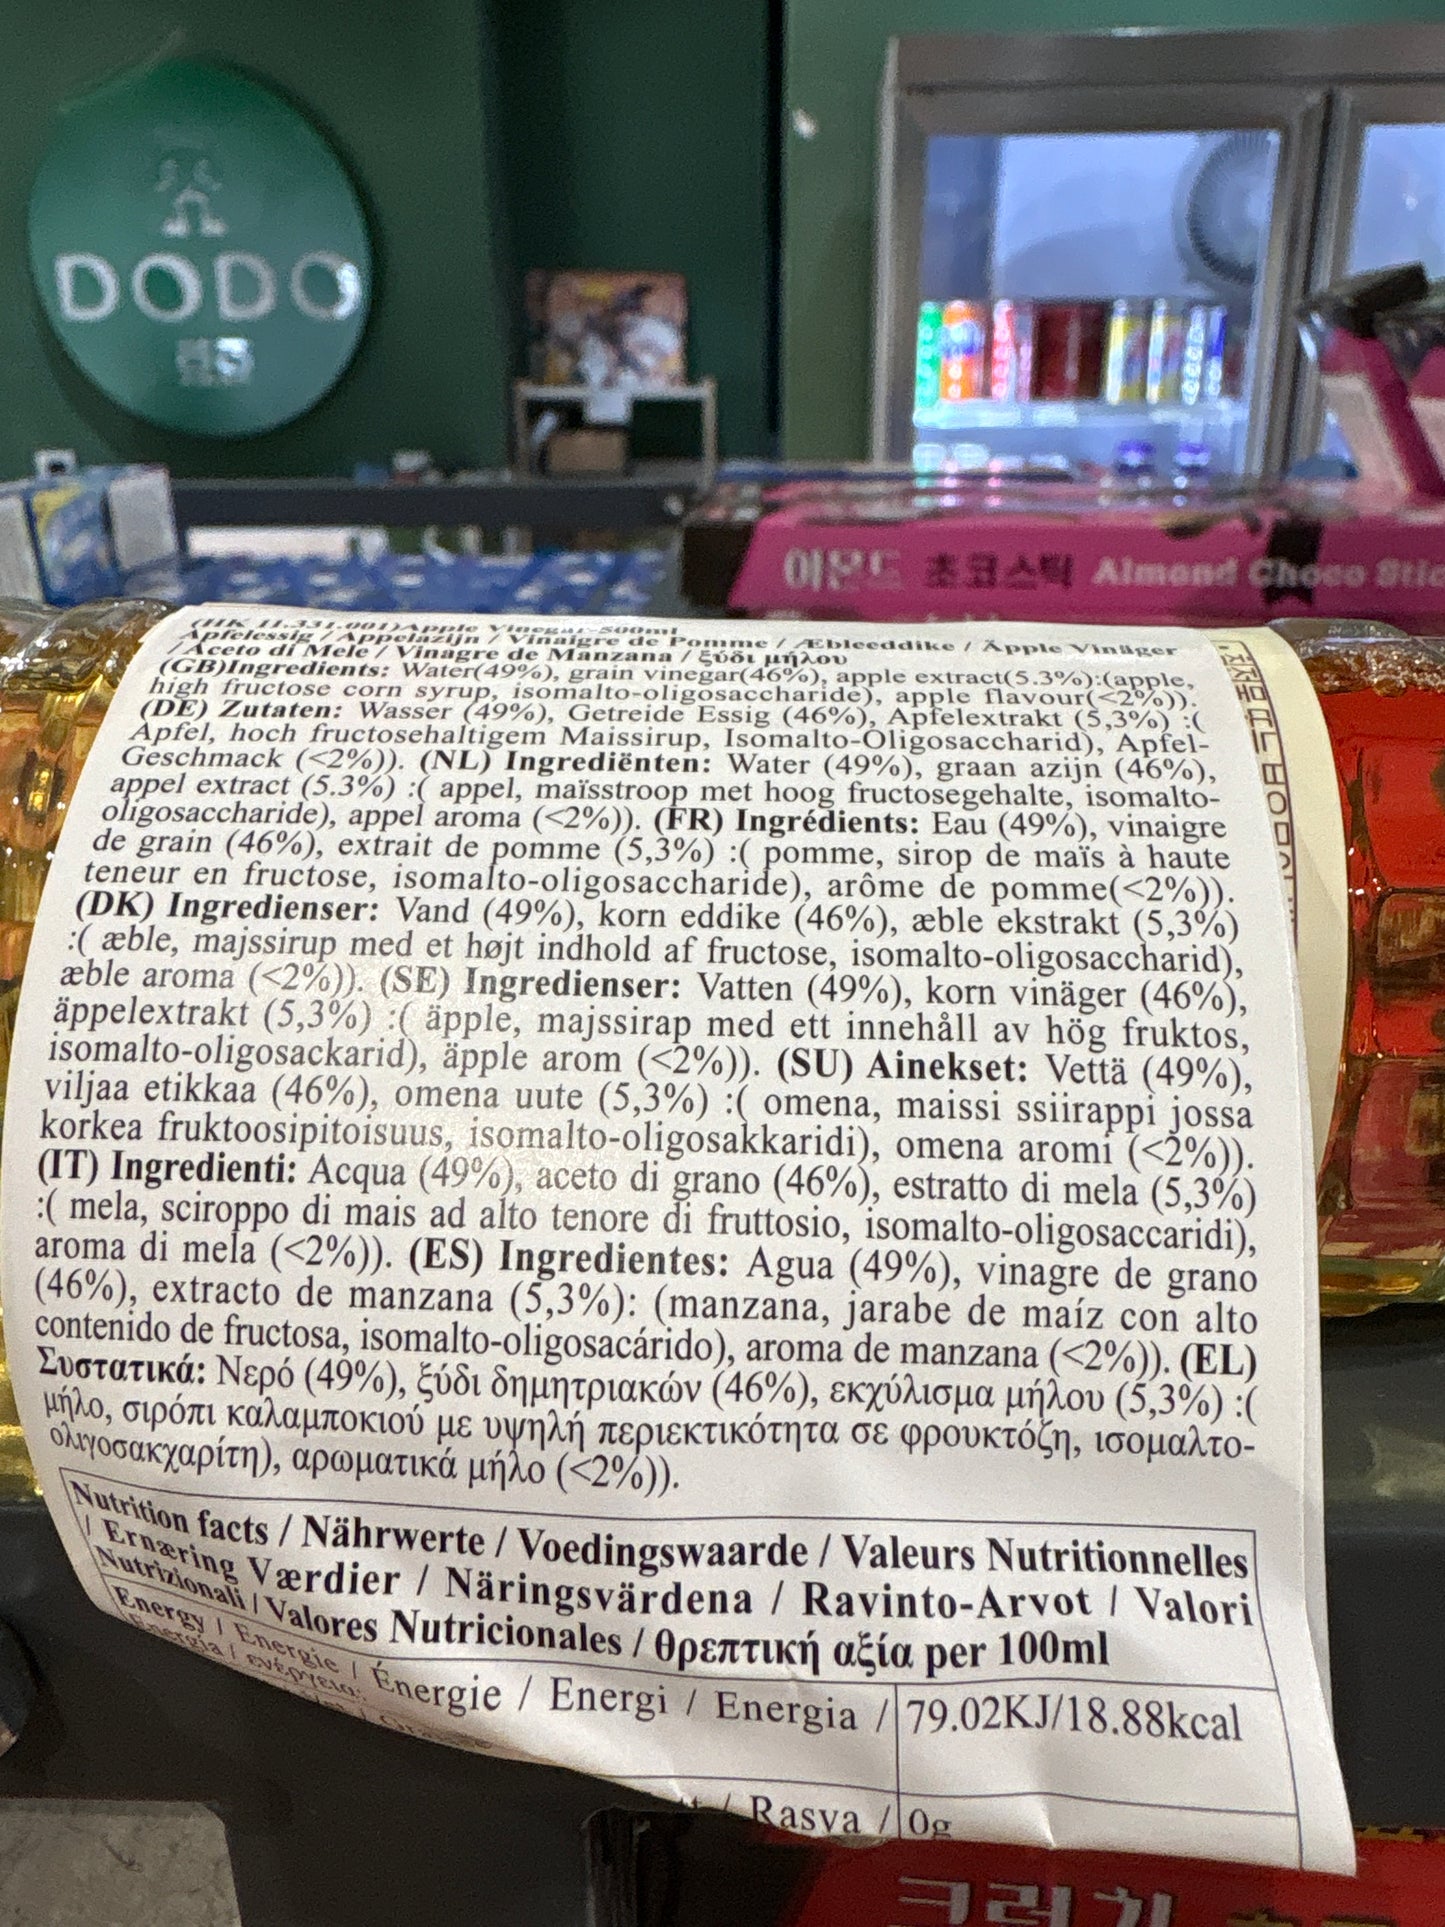 DODO
아몬드 초코스틱 Almond Choco Stic
(HK 11.331.001)Apple Vinegar-500ml
Apfelessig / Appelazijn / Vinaigre de Pomme / Æbleeddike / Äpple Vinäger
/ Aceto di Mele / Vinagre de Manzana / ξύδι μήλου
(GB)Ingredients: Water(49%), grain vinegar(46%), apple extract(5.3%):(apple,
high fructose corn syrup, isomalto-oligosaccharide), apple flavour(<2%)).
(DE) Zutaten: Wasser (49%), Getreide Essig (46%), Apfelextrakt (5,3%) :(
Apfel, hoch fructosehaltigem Maissirup, Isomalto-Oligosaccharid), Apfel-
Geschmack (<2%)). (NL) Ingrediënten: Water (49%), graan azijn (46%),
appel extract (5.3%) :( appel, maïsstroop met hoog fructosegehalte, isomalto-
oligosaccharide), appel aroma (<2%)). (FR) Ingrédients: Eau (49%), vinaigre
de grain (46%), extrait de pomme (5,3%) :( pomme, sirop de maïs à haute
teneur en fructose, isomalto-oligosaccharide), arôme de pomme(<2%)).
(DK) Ingredienser: Vand (49%), korn eddike (46%), æble ekstrakt (5,3%)
:( æble, majssirup med et højt indhold af fructose, isomalto-oligosaccharid),
æble aroma (<2%)). (SE) Ingredienser: Vatten (49%), korn vinäger (46%),
äppelextrakt (5,3%) :( äpple, majssirap med ett innehåll av hög fruktos,
isomalto-oligosackarid), äpple arom (<2%)). (SU) Ainekset: Vettä (49%),
viljaa etikkaa (46%), omena uute (5,3%) :( omena, maissi ssiirappi jossa
korkea fruktoosipitoisuus, isomalto-oligosakkaridi), omena aromi (<2%)).
(IT) Ingredienti: Acqua (49%), aceto di grano (46%), estratto di mela (5,3%)
:( mela, sciroppo di mais ad alto tenore di fruttosio, isomalto-oligosaccaridi),
aroma di mela (<2%)). (ES) Ingredientes: Agua (49%), vinagre de grano
(46%), extracto de manzana (5,3%): (manzana, jarabe de maíz con alto
contenido de fructosa, isomalto-oligosacárido), aroma de manzana (<2%)). (EL)
Συστατικά: Νερό (49%), ξύδι δημητριακών (46%), εκχύλισμα μήλου (5,3%) :(
μήλο, σιρόπι καλαμποκιού με υψηλή περιεκτικότητα σε φρουκτόζη, ισομαλτο-
ολιγοσακχαρίτη), αρωματικά μήλο (<2%)).
Nutrition facts / Nährwerte / Voedingswaarde / Valeurs Nutritionnelles
/ Ernæring Værdier / Näringsvärdena / Ravinto-Arvot / Valori
Nutrizionali / Valores Nutricionales / θρεπτική αξία per 100ml
Energy / Energie / Énergie / Energi / Energia / 79.02KJ/18.88kcal
Energía / ενέργεια:
/ Rasva / 0g